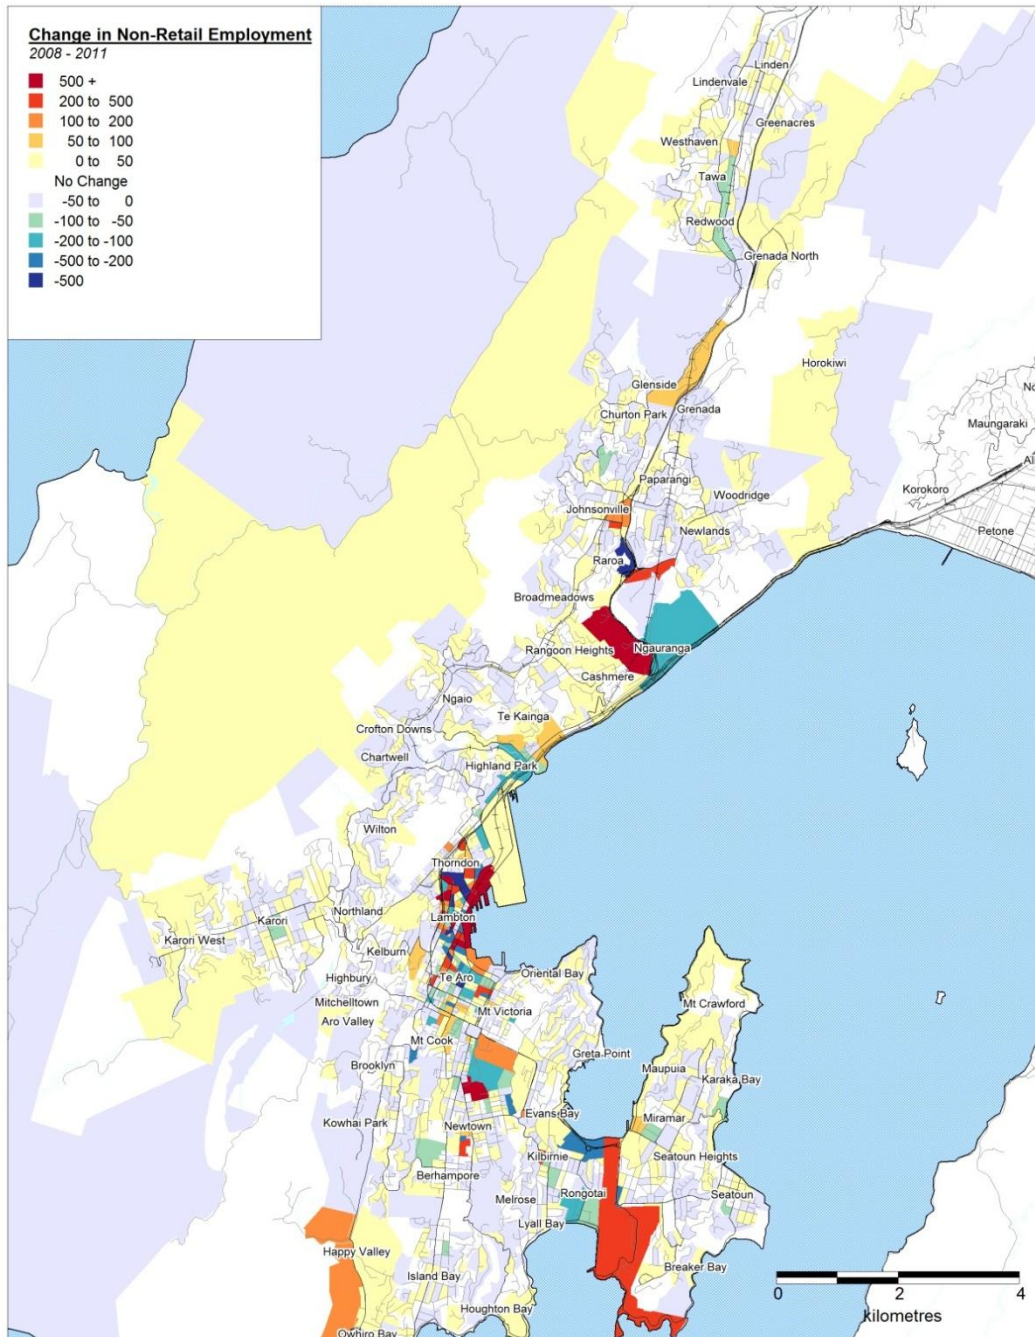 Change in Non-Retail Employment
2008 - 2011
500 +
200 to 500
100 to 200
50 to 100
0 to 50
No Change
-50 to 0
-100 to -50
-200 to -100
-500 to -200
-500
Linden
Lindenvale
Greenacres
Westhaven
Tawa
Redwood
Grenada North
Horokiwi
Glenside
Churton Park
Grenada
Maungaraki
Korokoro
Petone
Paparangi
Woodridge
Johnsonville
Newlands
Raroa
Broadmeadows
Rangoon Heights
Ngauranga
Cashmere
Ngaio
Te Kainga
Crofton Downs
Chartwell
Highland Park
Wilton
Thorndon
Northland
Lambton
Karori
Karori West
Kelburn
Highbury
Te Aro
Oriental Bay
Mitchelltown
Aro Valley
Mt Victoria
Mt Crawford
Mt Cook
Brooklyn
Greta Point
Maupuia
Karaka Bay
Kowhai Park
Evans Bay
Miramar
Newtown
Kilbirnie
Seatoun Heights
Berhampore
Melrose
Rongotai
Seatoun
Lyall Bay
Happy Valley
Island Bay
Breaker Bay
Houghton Bay
Owhiro Bay
0 2 4
kilometres